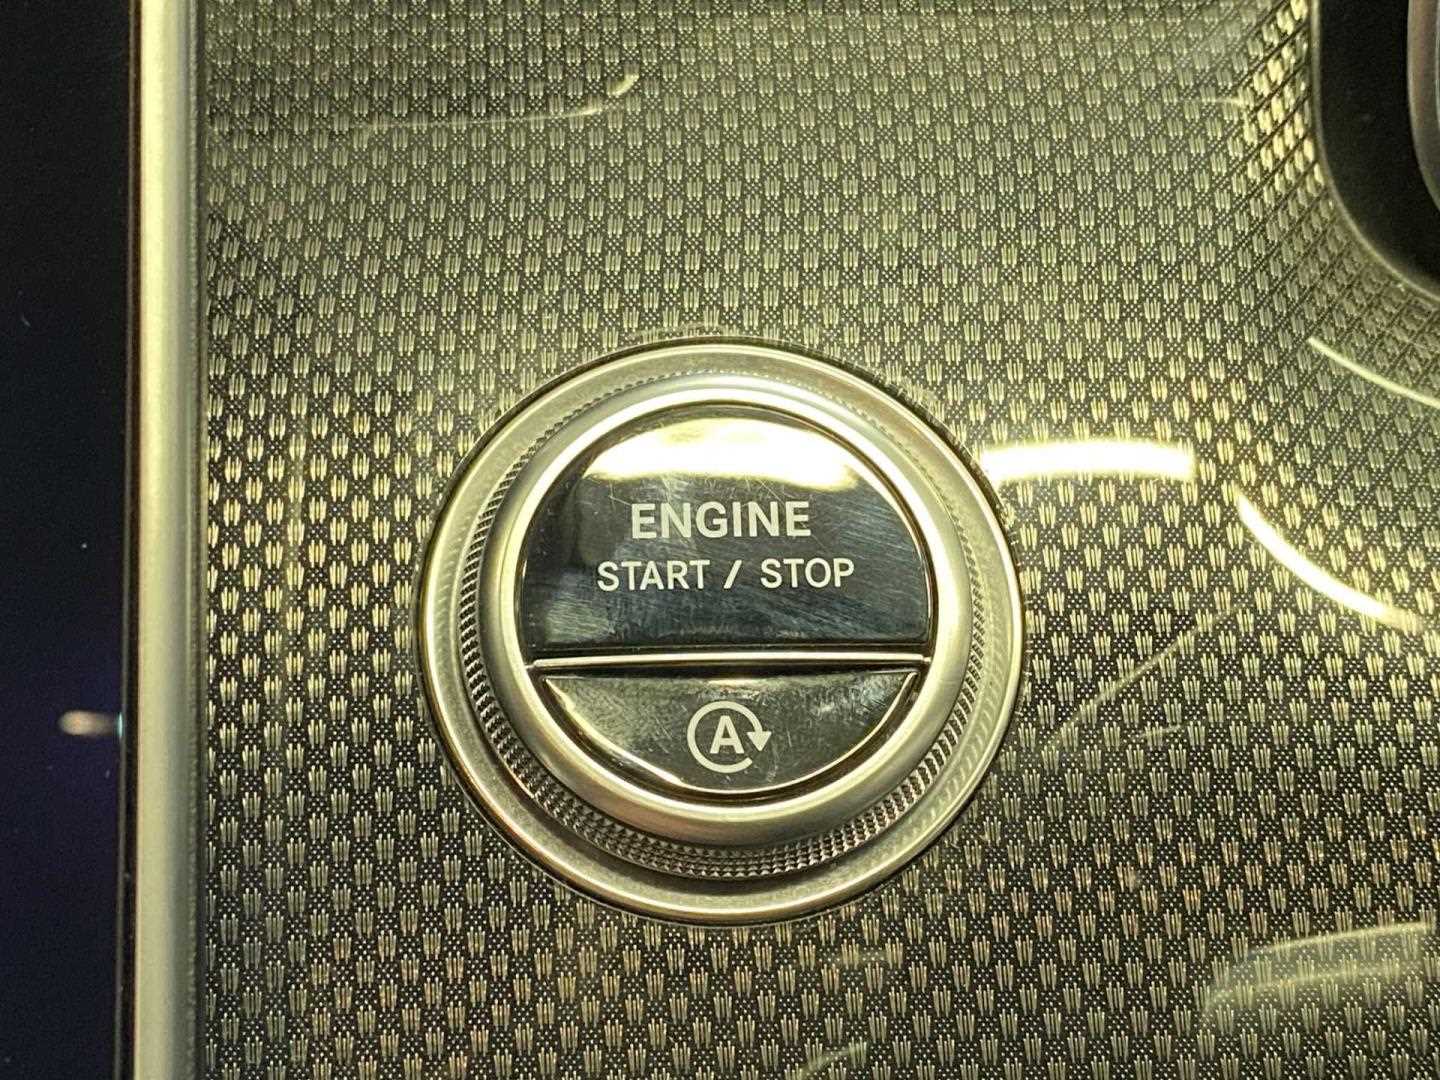 ENGINE
START / STOP
A